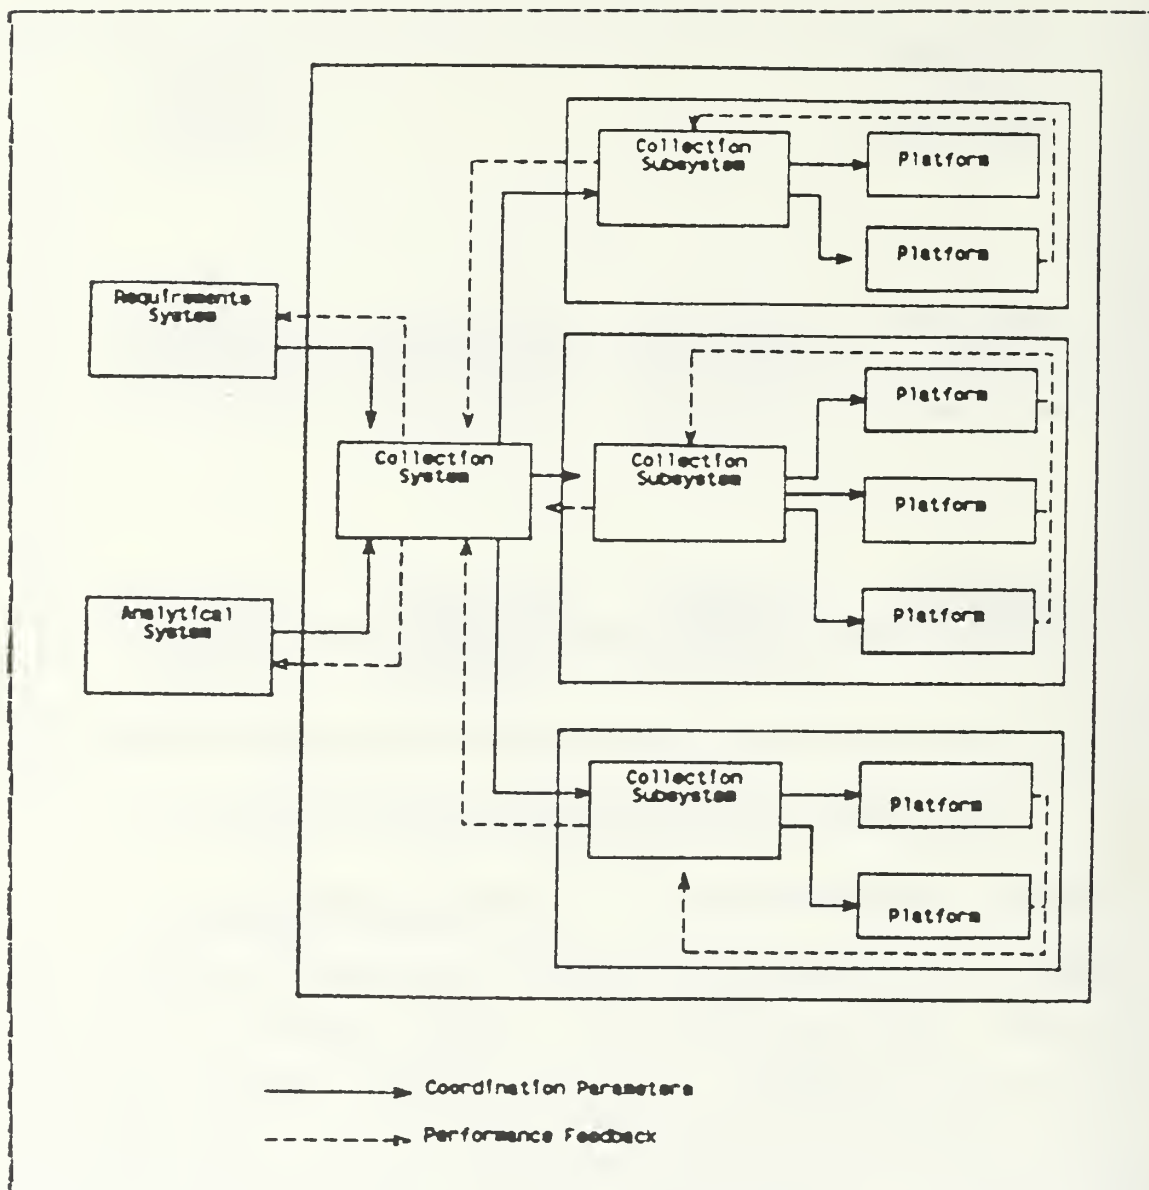 Collection
Subsystem
Platform
Platform
Requirements
System
Collection
System
Collection
Subsystem
Platform
Platform
Platform
Analytical
System
Collection
Subsystem
Platform
Platform
Coordination Parameters
Performance Feedback